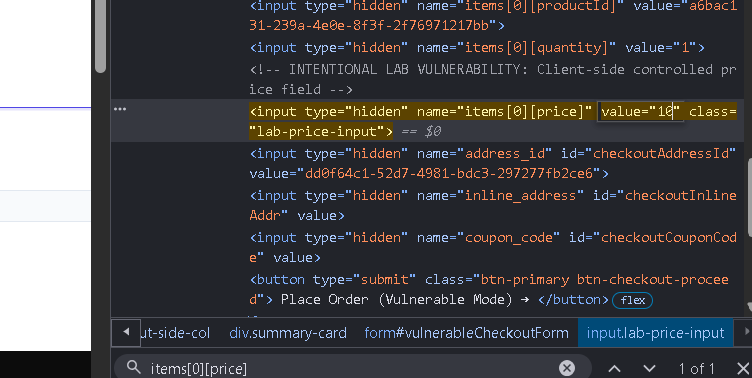 <input type="hidden" name="items[0][productId]" value="a6bac1
31-239a-4e0e-8f3f-2f76971217bb">
<input type="hidden" name="items[0][quantity]" value="1">
<!-- INTENTIONAL LAB VULNERABILITY: Client-side controlled pr
ice field -->
<input type="hidden" name="items[0][price]" value="10" class=
"lab-price-input"> == $0
<input type="hidden" name="address_id" id="checkoutAddressId"
value="dd0f64c1-52d7-4981-bdc3-297277fb2ce6">
<input type="hidden" name="inline_address" id="checkoutInline
Addr" value>
<input type="hidden" name="coupon_code" id="checkoutCouponCod
e" value>
<button type="submit" class="btn-primary btn-checkout-procee
d"> Place Order (Vulnerable Mode) → </button> flex
ut-side-col div.summary-card form#vulnerableCheckoutForm input.lab-price-input
items[0][price] 1 of 1